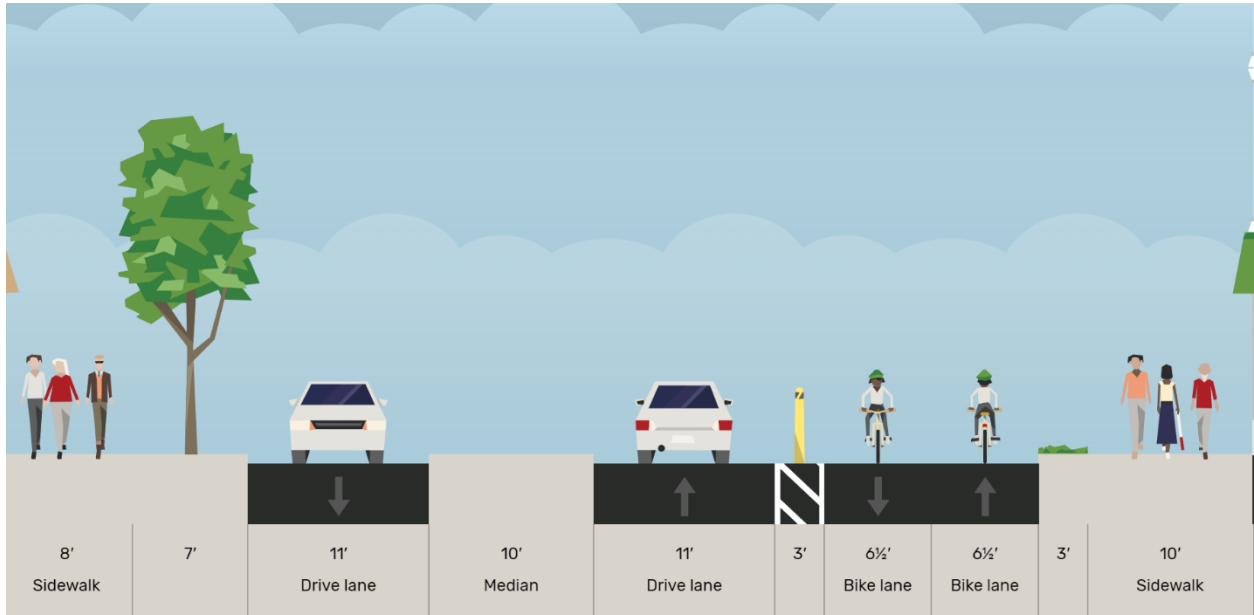 8′ 7′ 11′ 10′ 11′ 3′ 6½′ 6½′ 3′ 10′
Sidewalk Drive lane Median Drive lane Bike lane Bike lane Sidewalk